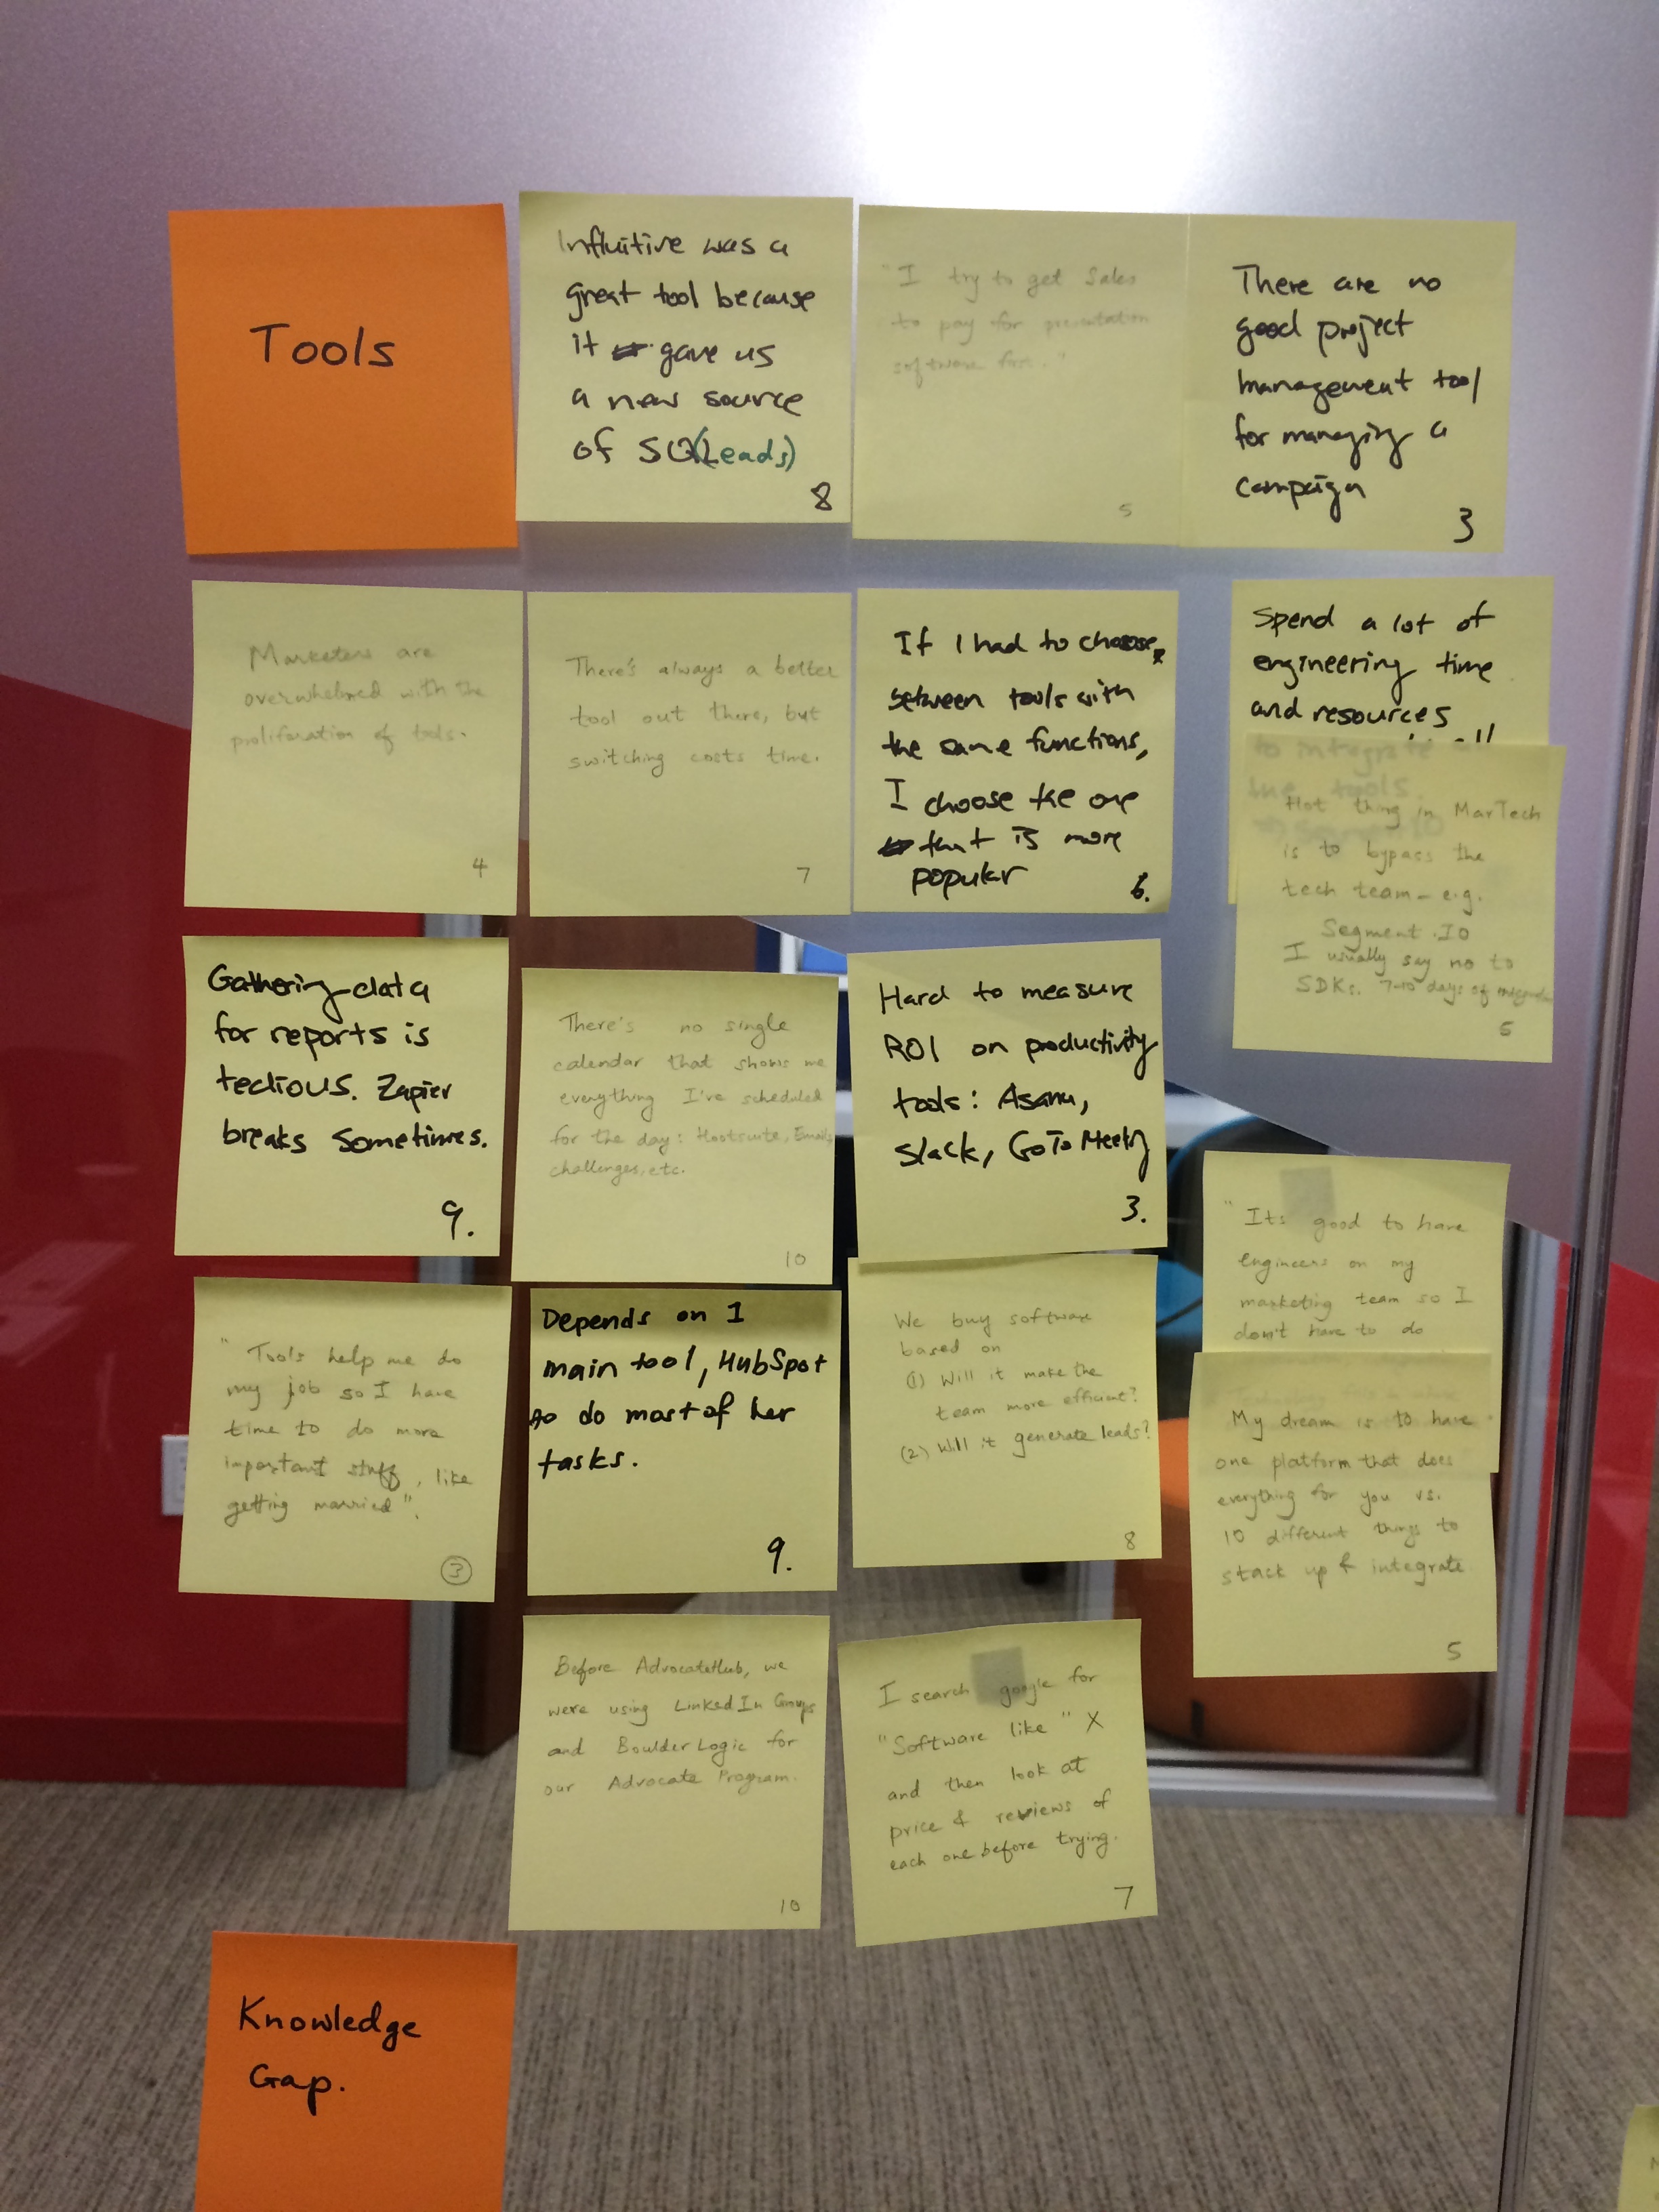 Tools
Influitive was a
great tool because
it gave us
a new source
of SQL(Leads)
8
"I try to get Sales
to pay for presentation
software first."
5
There are no
good project
management tool
for managing a
campaign
3
Marketers are
overwhelmed with the
proliferation of tools.
4
There's always a better
tool out there, but
switching costs time.
7
If I had to choose
between tools with
the same functions,
I choose the one
that is more
popular
6.
Spend a lot of
engineering time
and resources
to integrate all
the tools
Hot thing in MarTech
is to bypass the
tech team - e.g.
Segment.IO
I usually say no to
SDKs. 7-10 days of
5
Gathering data
for reports is
tedious. Zapier
breaks sometimes.
9.
There's no single
calendar that shows me
everything I've scheduled
for the day: Hootsuite, Email,
challenges, etc.
10
Hard to measure
ROI on productivity
tools: Asana,
Slack, GoTo Meeting
3.
"Its good to have
engineers on my
marketing team so I
don't have to do
My dream is to have
one platform that does
everything for you vs.
10 different things to
stack up & integrate
5
"Tools help me do
my job so I have
time to do more
important stuff, like
getting married".
3
Depends on 1
main tool, HubSpot
to do most of her
tasks.
9.
We buy software
based on
(1) Will it make the
team more efficient?
(2) Will it generate leads?
8
Before AdvocateHub, we
were using LinkedIn Groups
and BoulderLogic for
our Advocate Program.
10
I search google for
"Software like" X
and then look at
price & reviews of
each one before trying.
7
Knowledge
Gap.